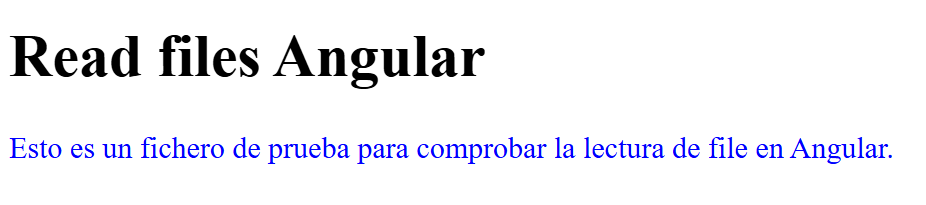 Read files Angular
Esto es un fichero de prueba para comprobar la lectura de file en Angular.